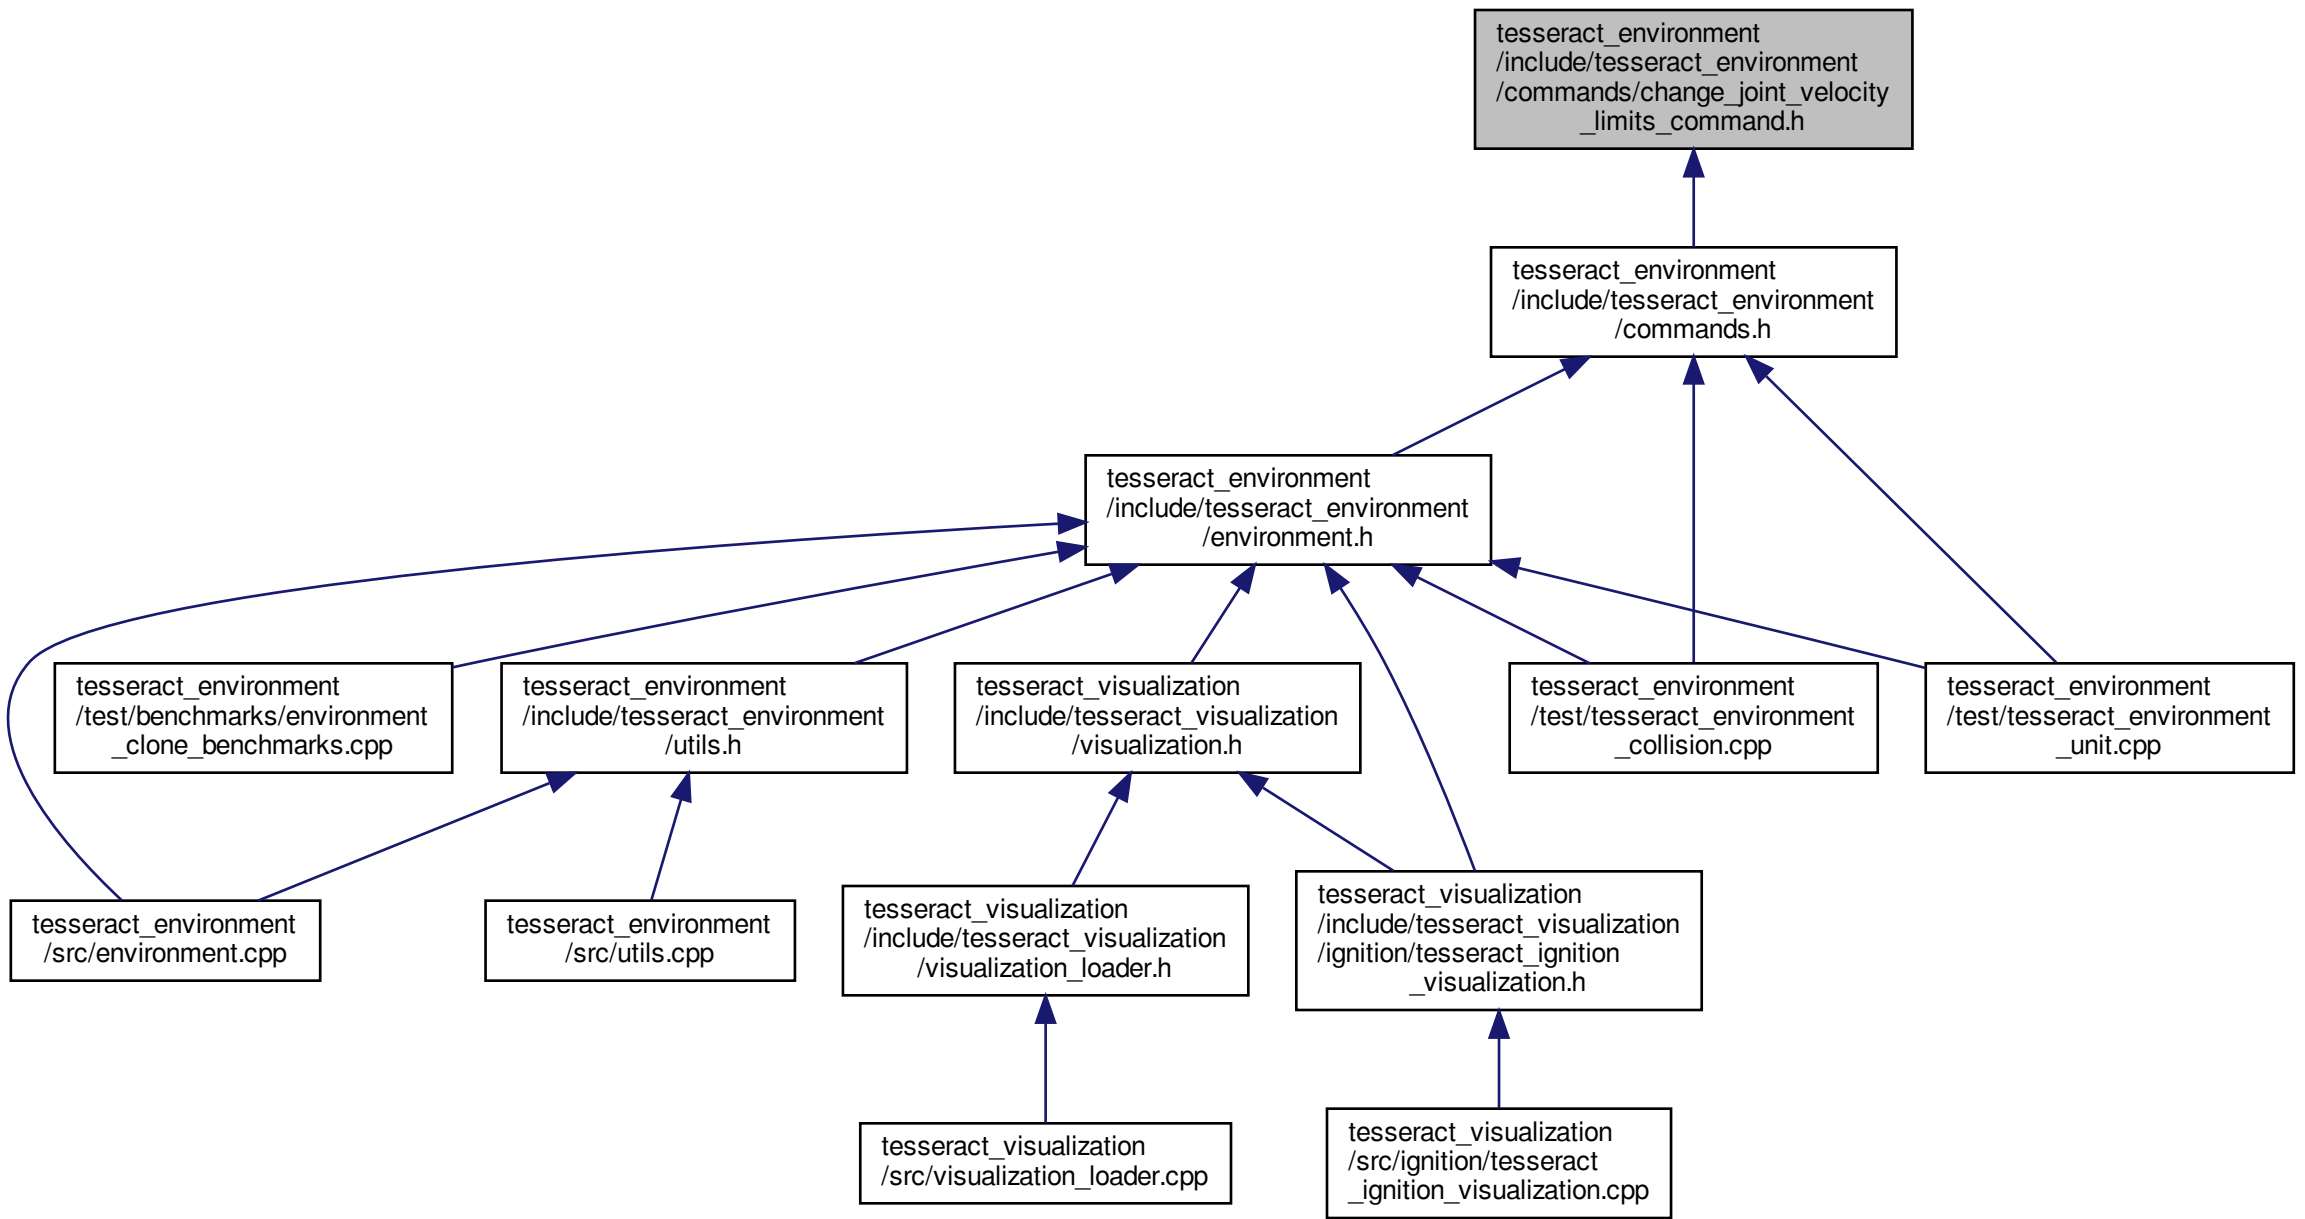 tesseract_environment
/include/tesseract_environment
/commands/change_joint_velocity
_limits_command.h
tesseract_environment
/include/tesseract_environment
/commands.h
tesseract_environment
/include/tesseract_environment
/environment.h
tesseract_environment
/test/benchmarks/environment
_clone_benchmarks.cpp
tesseract_environment
/include/tesseract_environment
/utils.h
tesseract_visualization
/include/tesseract_visualization
/visualization.h
tesseract_environment
/test/tesseract_environment
_collision.cpp
tesseract_environment
/test/tesseract_environment
_unit.cpp
tesseract_environment
/src/environment.cpp
tesseract_environment
/src/utils.cpp
tesseract_visualization
/include/tesseract_visualization
/visualization_loader.h
tesseract_visualization
/include/tesseract_visualization
/ignition/tesseract_ignition
_visualization.h
tesseract_visualization
/src/visualization_loader.cpp
tesseract_visualization
/src/ignition/tesseract
_ignition_visualization.cpp